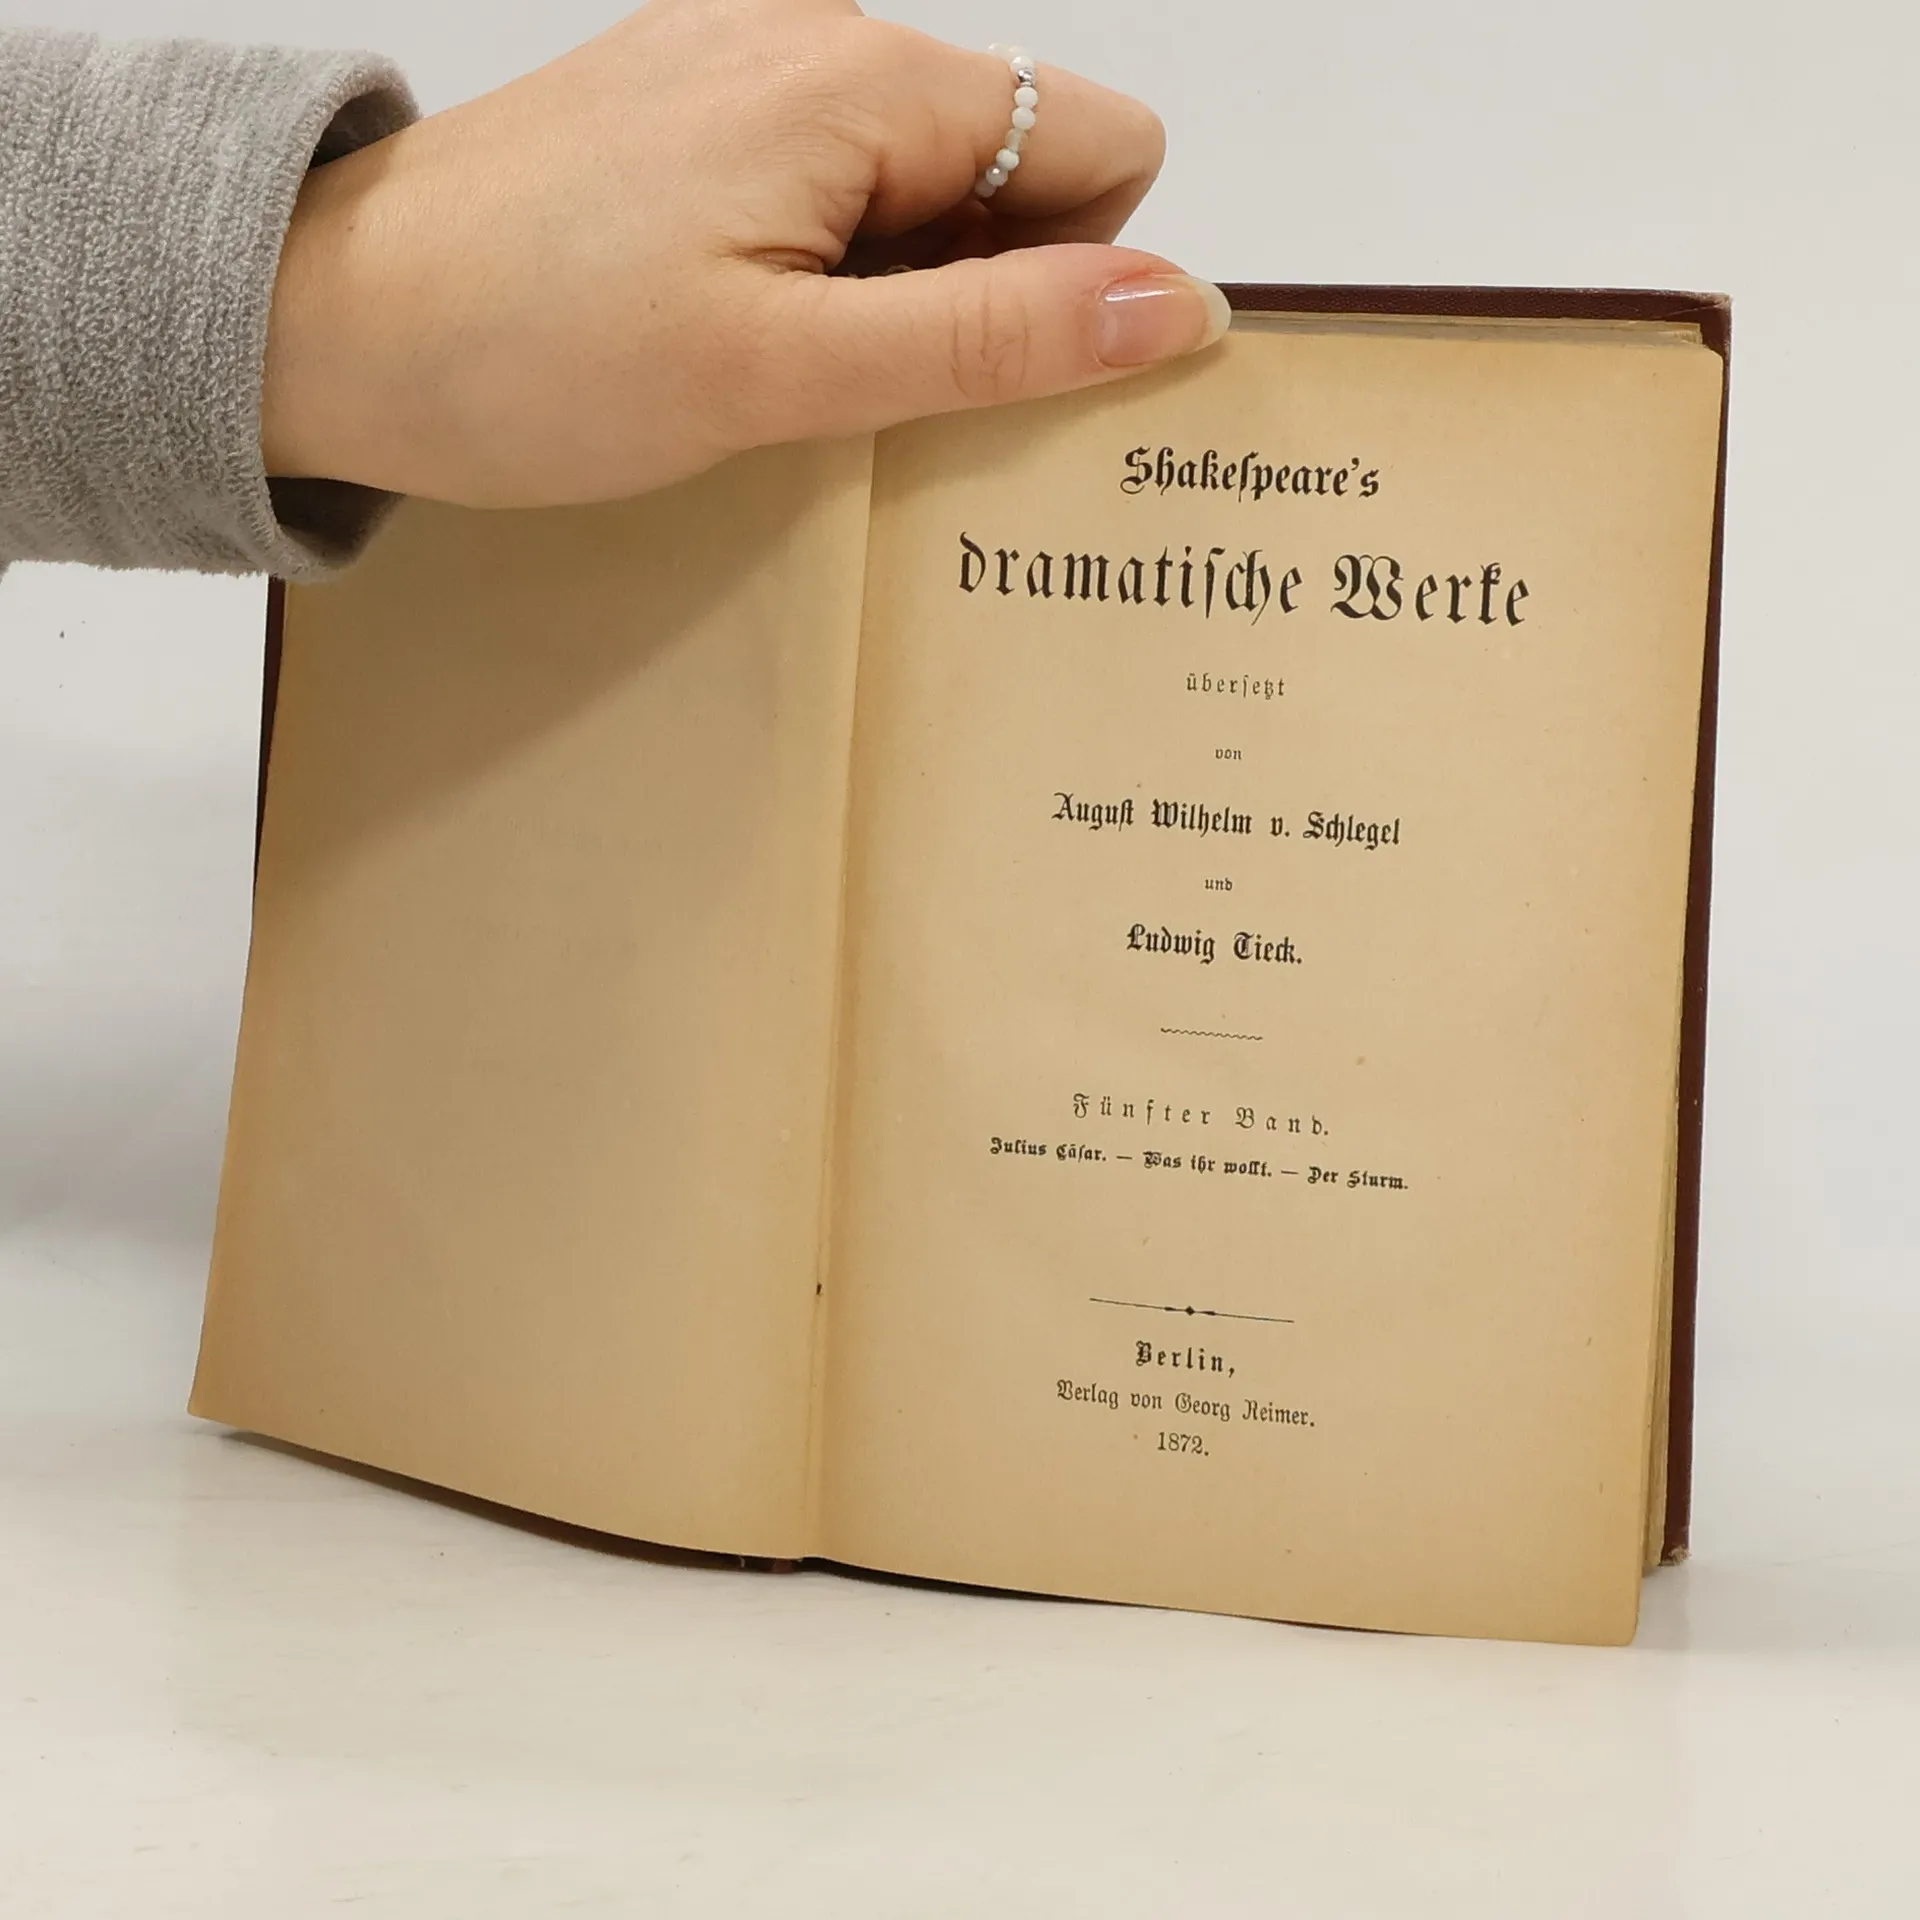 Shakeſpeare's
dramatiſche Werke
überſetzt
von
Auguſt Wilhelm v. Schlegel
und
Ludwig Tieck.
Fünfter Band.
Julius Cäſar. — Was ihr wollt. — Der Sturm.
Berlin,
Verlag von Georg Reimer.
1872.